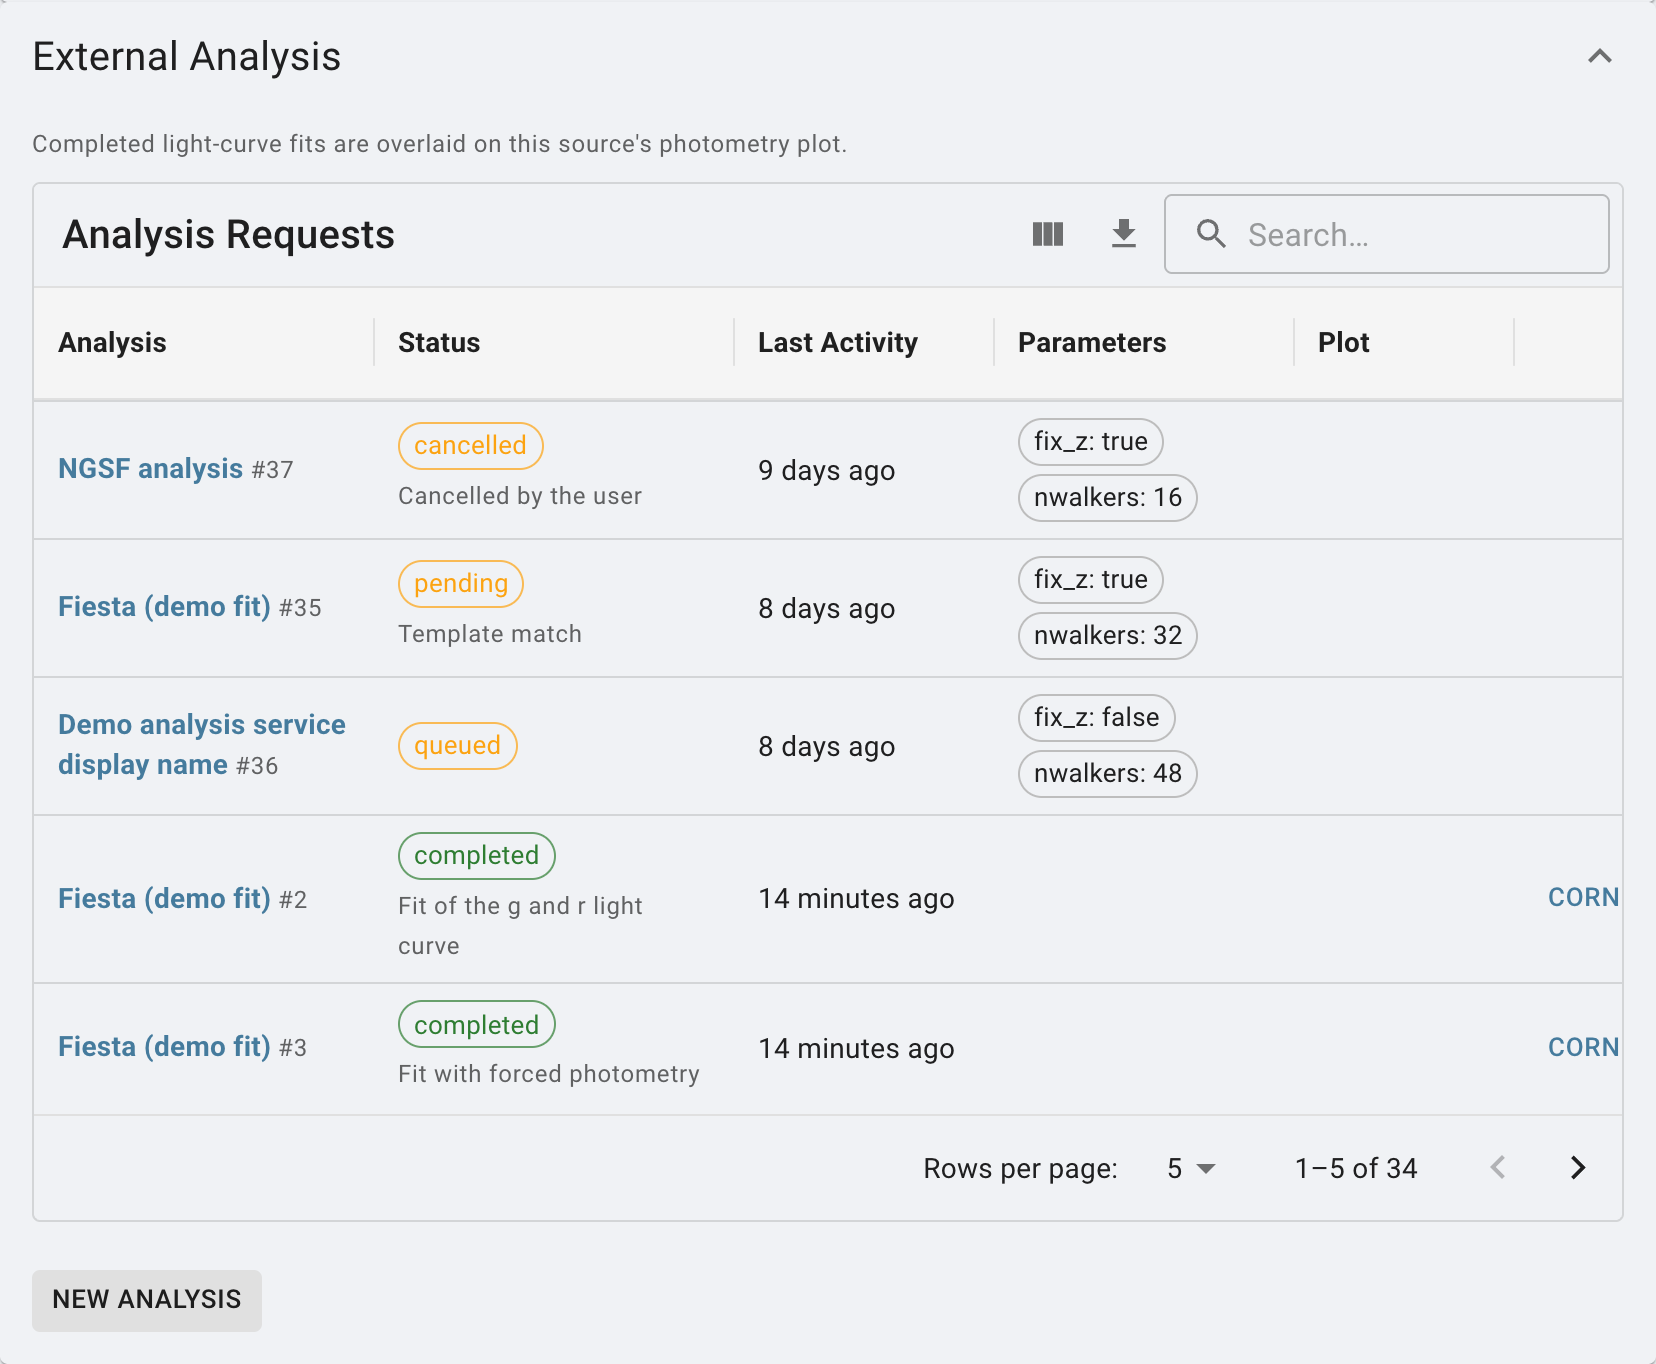 External Analysis
Completed light-curve fits are overlaid on this source's photometry plot.
Analysis Requests
Search…
Analysis Status Last Activity Parameters Plot
NGSF analysis #37
cancelled
Cancelled by the user
9 days ago
fix_z: true
nwalkers: 16
Fiesta (demo fit) #35
pending
Template match
8 days ago
fix_z: true
nwalkers: 32
Demo analysis service
display name #36
queued
8 days ago
fix_z: false
nwalkers: 48
Fiesta (demo fit) #2
completed
Fit of the g and r light
curve
14 minutes ago
CORN
Fiesta (demo fit) #3
completed
Fit with forced photometry
14 minutes ago
CORN
Rows per page: 5 1–5 of 34
NEW ANALYSIS